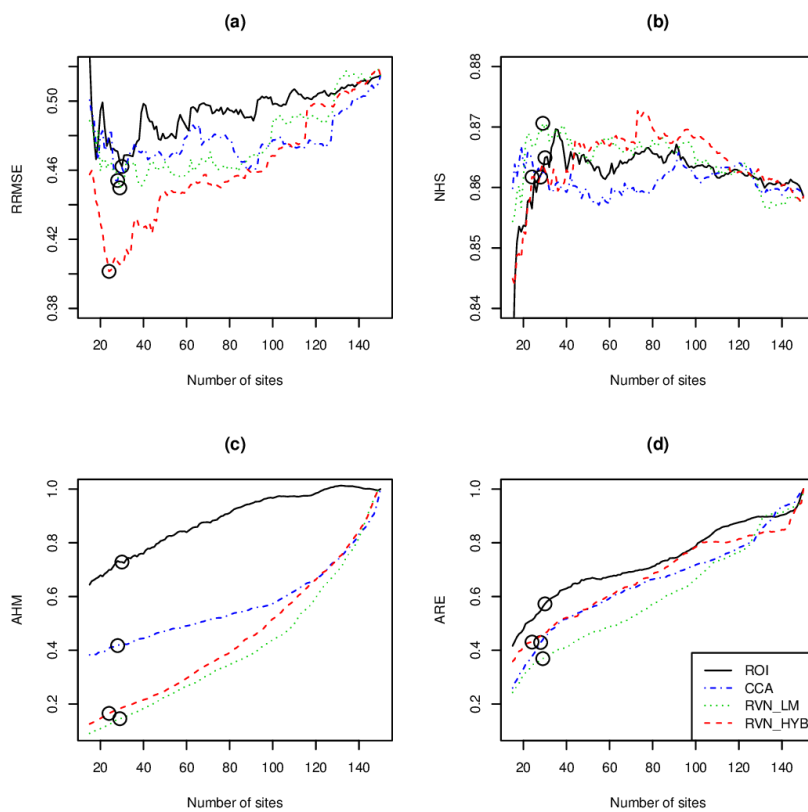 (a)
RRMSE
0.50
0.46
0.42
0.38
20 40 60 80 100 120 140
Number of sites
(b)
NHS
0.88
0.87
0.86
0.85
0.84
20 40 60 80 100 120 140
Number of sites
(c)
AHM
1.0
0.8
0.6
0.4
0.2
20 40 60 80 100 120 140
Number of sites
(d)
ARE
1.0
0.8
0.6
0.4
0.2
20 40 60 80 100 120 140
Number of sites
ROI
CCA
RVN_LM
RVN_HYB